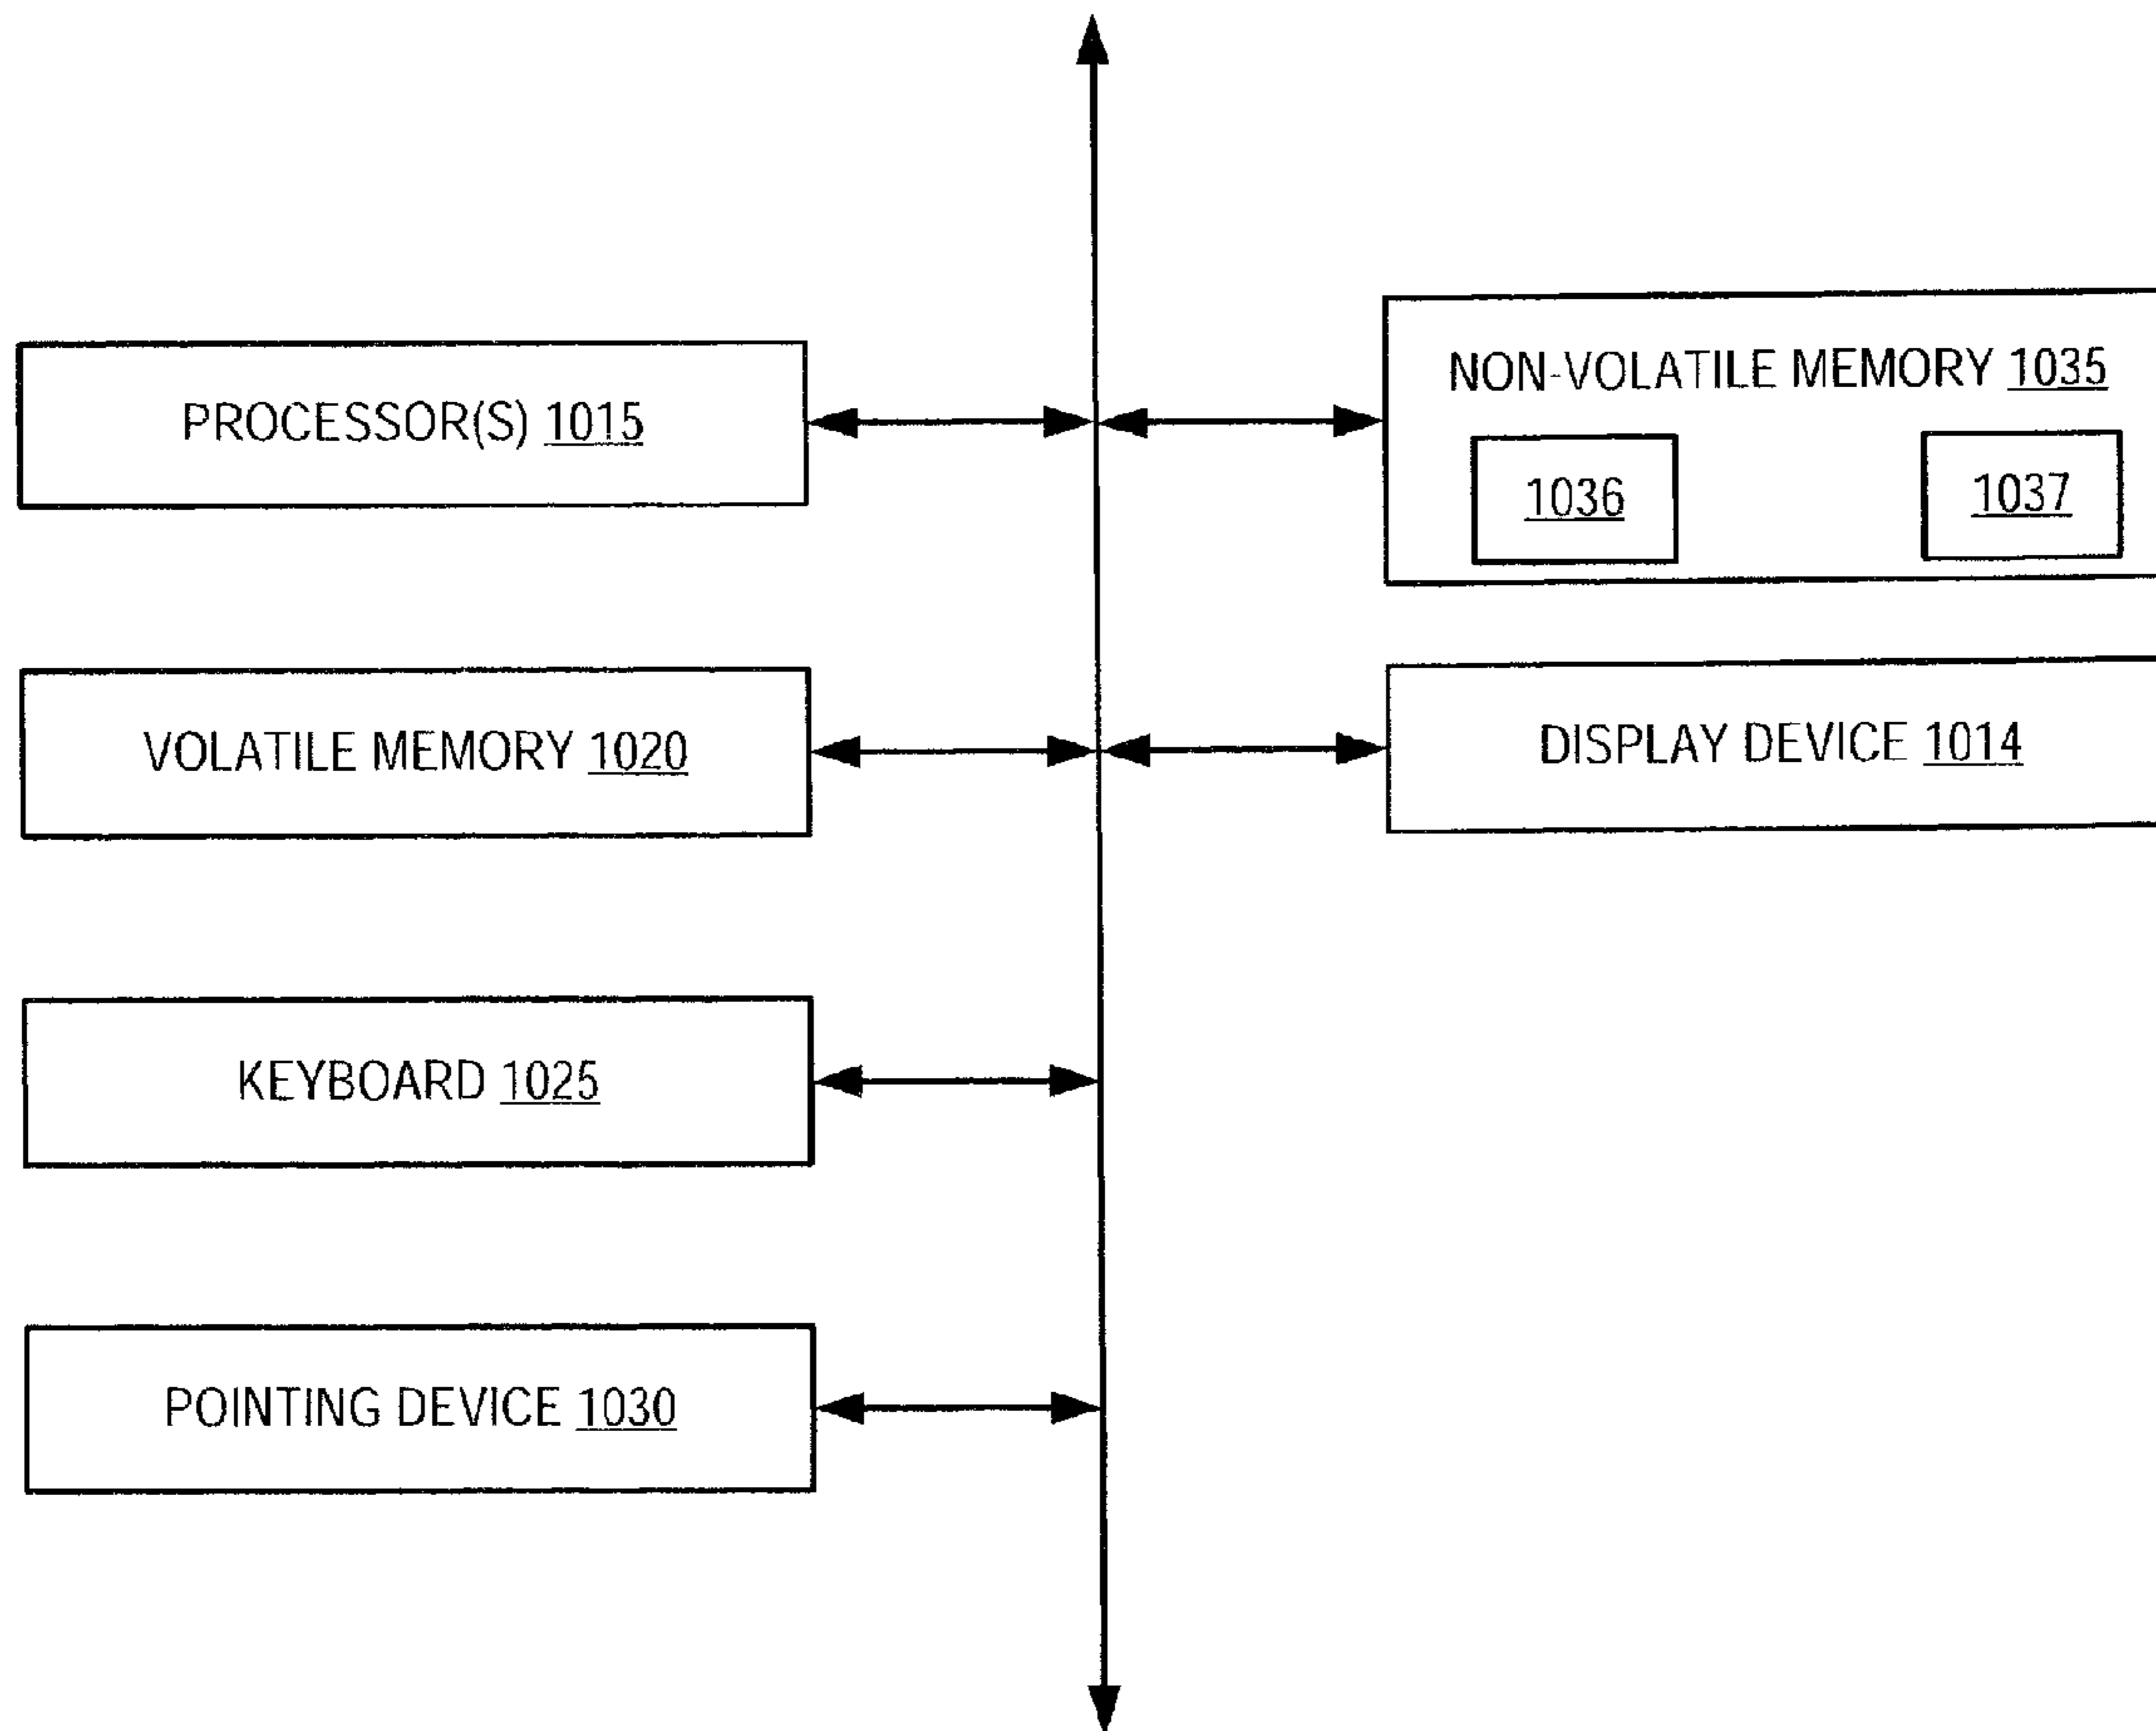 PROCESSOR(S) 1015
NON-VOLATILE MEMORY 1035
1036
1037
VOLATILE MEMORY 1020
DISPLAY DEVICE 1014
KEYBOARD 1025
POINTING DEVICE 1030